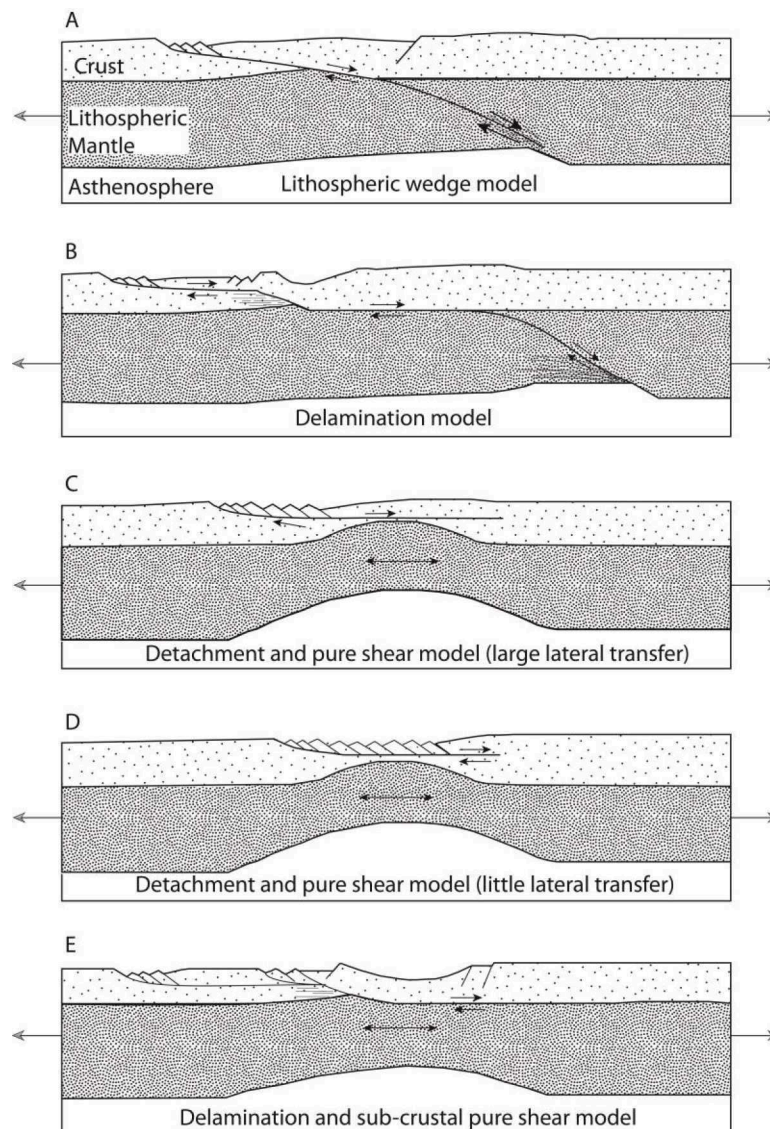 A
Crust
Lithospheric
Mantle
Asthenosphere
Lithospheric wedge model
B
Delamination model
C
Detachment and pure shear model (large lateral transfer)
D
Detachment and pure shear model (little lateral transfer)
E
Delamination and sub-crustal pure shear model